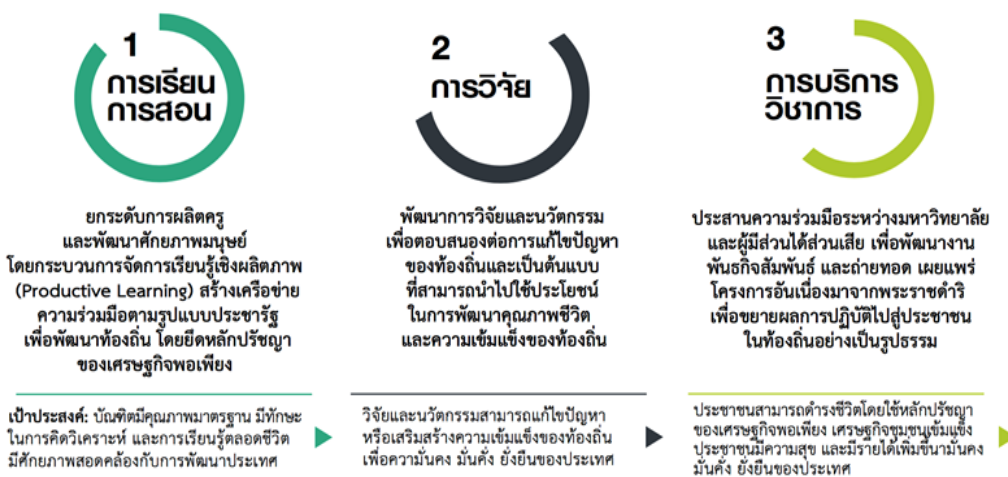 1
การเรียน
การสอน
ยกระดับการผลิตครู
และพัฒนาศักยภาพมนุษย์
โดยกระบวนการจัดการเรียนรู้เชิงผลิตภาพ
(Productive Learning) สร้างเครือข่าย
ความร่วมมือตามรูปแบบประชารัฐ
เพื่อพัฒนาท้องถิ่น โดยยึดหลักปรัชญา
ของเศรษฐกิจพอเพียง
เป้าประสงค์: บัณฑิตมีคุณภาพมาตรฐาน มีทักษะ
ในการคิดวิเคราะห์ และการเรียนรู้ตลอดชีวิต
มีศักยภาพสอดคล้องกับการพัฒนาประเทศ
2
การวิจัย
พัฒนาการวิจัยและนวัตกรรม
เพื่อตอบสนองต่อการแก้ไขปัญหา
ของท้องถิ่นและเป็นต้นแบบ
ที่สามารถนำไปใช้ประโยชน์
ในการพัฒนาคุณภาพชีวิต
และความเข้มแข็งของท้องถิ่น
วิจัยและนวัตกรรมสามารถแก้ไขปัญหา
หรือเสริมสร้างความเข้มแข็งของท้องถิ่น
เพื่อความั่นคง มั่นคั่ง ยั่งยืนของประเทศ
3
การบริการ
วิชาการ
ประสานความร่วมมือระหว่างมหาวิทยาลัย
และผู้มีส่วนได้ส่วนเสีย เพื่อพัฒนางาน
พันธกิจสัมพันธ์ และถ่ายทอด เผยแพร่
โครงการอันเนื่องมาจากพระราชดำริ
เพื่อขยายผลการปฏิบัติไปสู่ประชาชน
ในท้องถิ่นอย่างเป็นรูปธรรม
ประชาชนสามารถดำรงชีวิตโดยใช้หลักปรัชญา
ของเศรษฐกิจพอเพียง เศรษฐกิจชุมชนเข้มแข็ง
ประชาชนมีความสุข และมีรายได้เพิ่มขึ้นามั่นคง
มั่นคั่ง ยั่งยืนของประเทศ